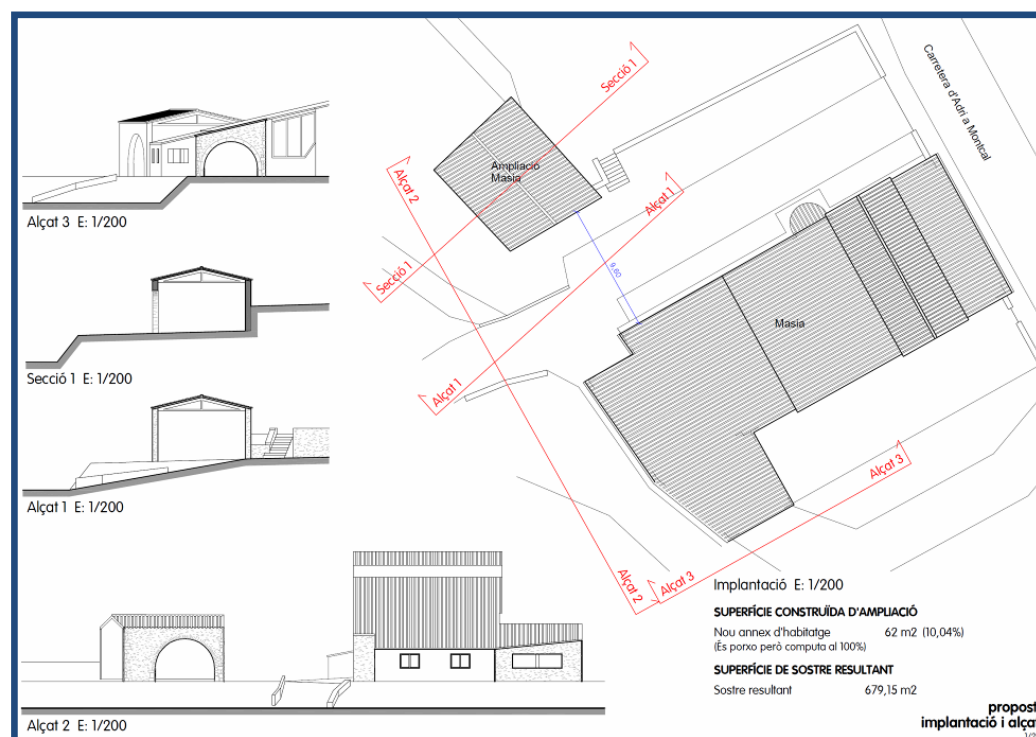 Alçat 3 E: 1/200
Secció 1 E: 1/200
Alçat 1 E: 1/200
Alçat 2 E: 1/200
Secció 1
Carretera d'Adri a Montcal
Ampliació
Masia
Alçat 2
Alçat 1
Secció 1
9,60
Masia
Alçat 1
Alçat 3
Alçat 2
Alçat 3
Implantació E: 1/200
SUPERFÍCIE CONSTRUÏDA D'AMPLIACIÓ
Nou annex d'habitatge 62 m2 (10,04%)
(És porxo però computa al 100%)
SUPERFÍCIE DE SOSTRE RESULTANT
Sostre resultant 679,15 m2
propost
implantació i alça